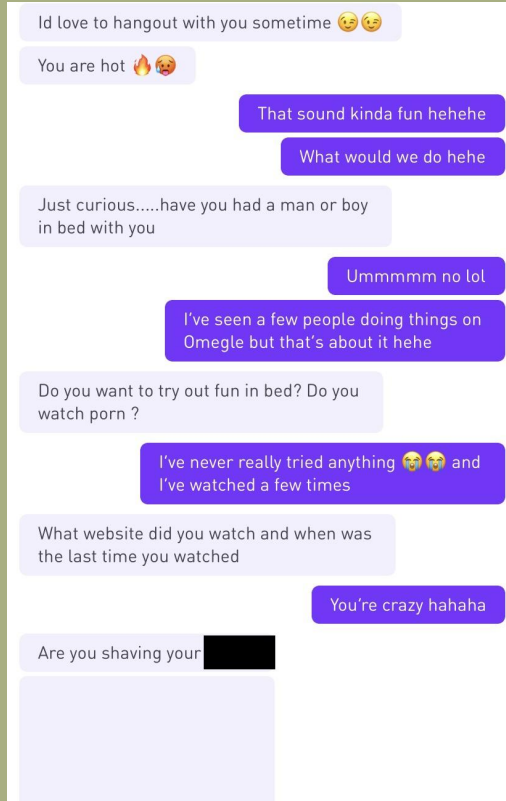 Id love to hangout with you sometime 😉😉
You are hot 🔥🥵
That sound kinda fun hehehe
What would we do hehe
Just curious.....have you had a man or boy
in bed with you
Ummmmm no lol
I've seen a few people doing things on
Omegle but that's about it hehe
Do you want to try out fun in bed? Do you
watch porn ?
I've never really tried anything 😭😭 and
I've watched a few times
What website did you watch and when was
the last time you watched
You're crazy hahaha
Are you shaving your